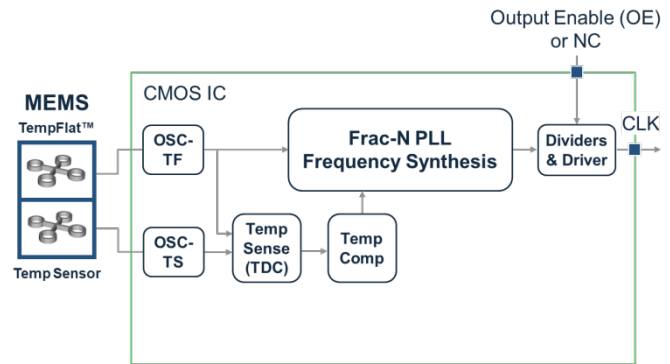 Output Enable (OE)
or NC
MEMS
TempFlat™
CMOS IC
CLK
OSC-
TF
Frac-N PLL
Frequency Synthesis
Dividers
& Driver
OSC-
TS
Temp
Sense
(TDC)
Temp
Comp
Temp Sensor